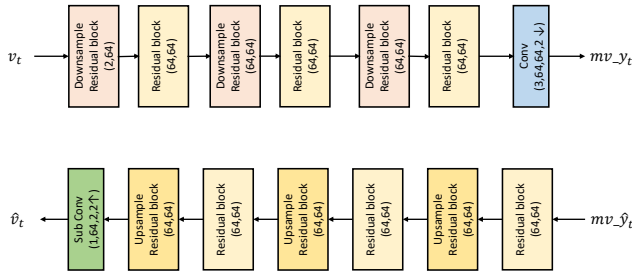 v_t
Downsample
Residual block
(2,64)
Residual block
(64,64)
Downsample
Residual block
(64,64)
Residual block
(64,64)
Downsample
Residual block
(64,64)
Residual block
(64,64)
Conv
(3,64,64,2 ↓)
mv_y_t
v̂_t
Sub Conv
(1,64,2,2↑)
Upsample
Residual block
(64,64)
Residual block
(64,64)
Upsample
Residual block
(64,64)
Residual block
(64,64)
Upsample
Residual block
(64,64)
Residual block
(64,64)
mv_ŷ_t